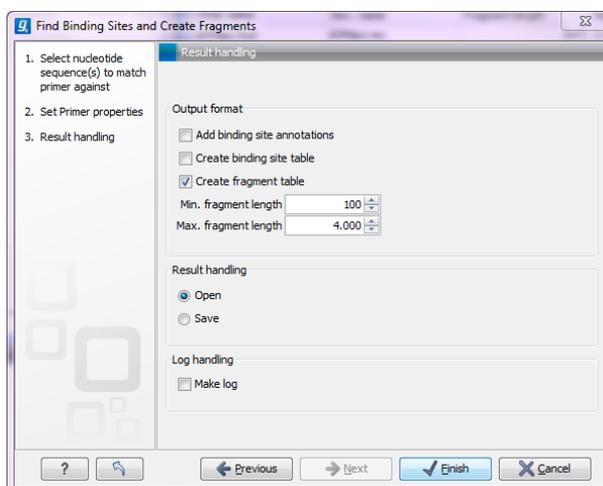 Find Binding Sites and Create Fragments
1. Select nucleotide
sequence(s) to match
primer against
2. Set Primer properties
3. Result handling
Result handling
Output format
Add binding site annotations
Create binding site table
Create fragment table
Min. fragment length 100
Max. fragment length 4.000
Result handling
Open
Save
Log handling
Make log
? Previous Next Finish Cancel